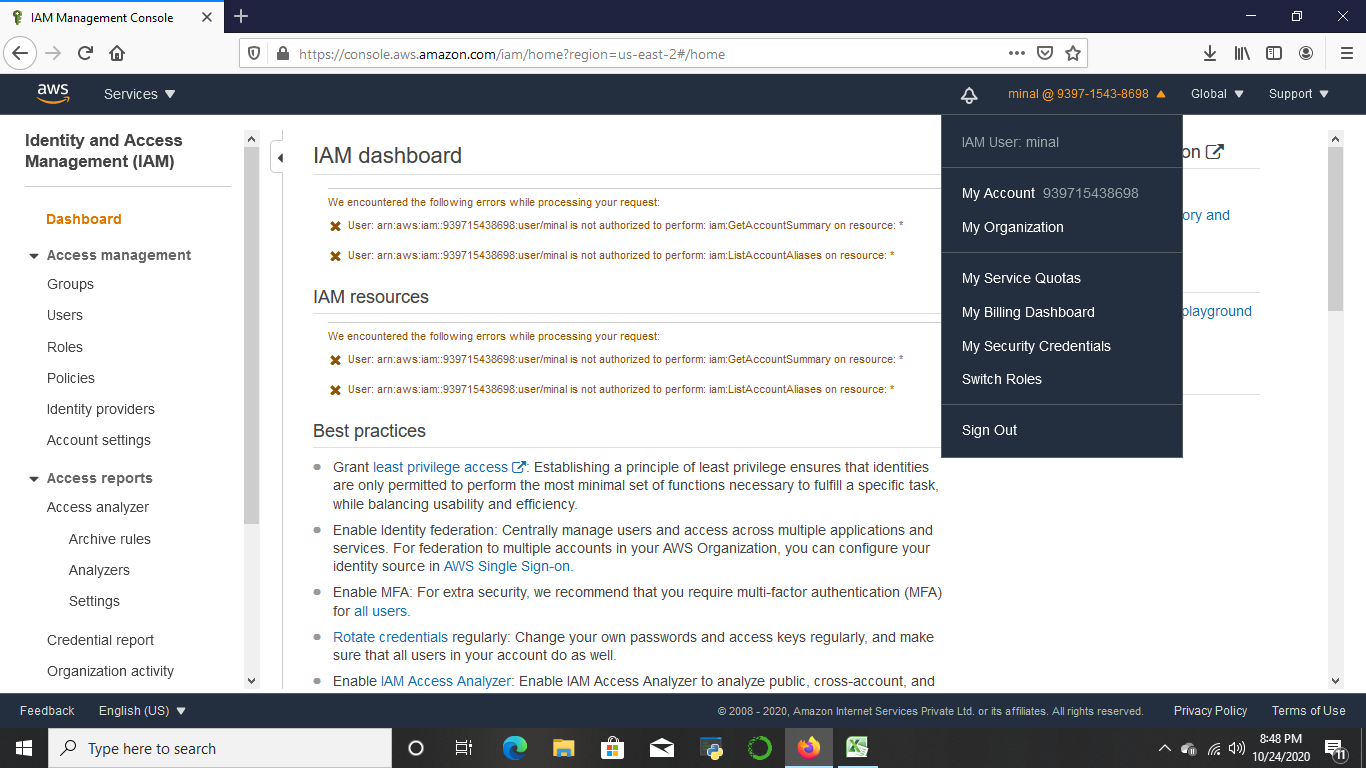 IAM Management Console
https://console.aws.amazon.com/iam/home?region=us-east-2#/home
aws
Services
minal @ 9397-1543-8698
Global
Support
Identity and Access
Management (IAM)
Dashboard
Access management
Groups
Users
Roles
Policies
Identity providers
Account settings
Access reports
Access analyzer
Archive rules
Analyzers
Settings
Credential report
Organization activity
IAM dashboard
We encountered the following errors while processing your request:
User: arn:aws:iam::939715438698:user/minal is not authorized to perform: iam:GetAccountSummary on resource: *
User: arn:aws:iam::939715438698:user/minal is not authorized to perform: iam:ListAccountAliases on resource: *
IAM resources
We encountered the following errors while processing your request:
User: arn:aws:iam::939715438698:user/minal is not authorized to perform: iam:GetAccountSummary on resource: *
User: arn:aws:iam::939715438698:user/minal is not authorized to perform: iam:ListAccountAliases on resource: *
Best practices
Grant least privilege access : Establishing a principle of least privilege ensures that identities
are only permitted to perform the most minimal set of functions necessary to fulfill a specific task,
while balancing usability and efficiency.
Enable Identity federation: Centrally manage users and access across multiple applications and
services. For federation to multiple accounts in your AWS Organization, you can configure your
identity source in AWS Single Sign-on.
Enable MFA: For extra security, we recommend that you require multi-factor authentication (MFA)
for all users.
Rotate credentials regularly: Change your own passwords and access keys regularly, and make
sure that all users in your account do as well.
Enable IAM Access Analyzer: Enable IAM Access Analyzer to analyze public, cross-account, and
IAM User: minal
My Account 939715438698
My Organization
My Service Quotas
My Billing Dashboard
My Security Credentials
Switch Roles
Sign Out
on
ory and
playground
Feedback
English (US)
© 2008 - 2020, Amazon Internet Services Private Ltd. or its affiliates. All rights reserved.
Privacy Policy
Terms of Use
Type here to search
8:48 PM
10/24/2020
11